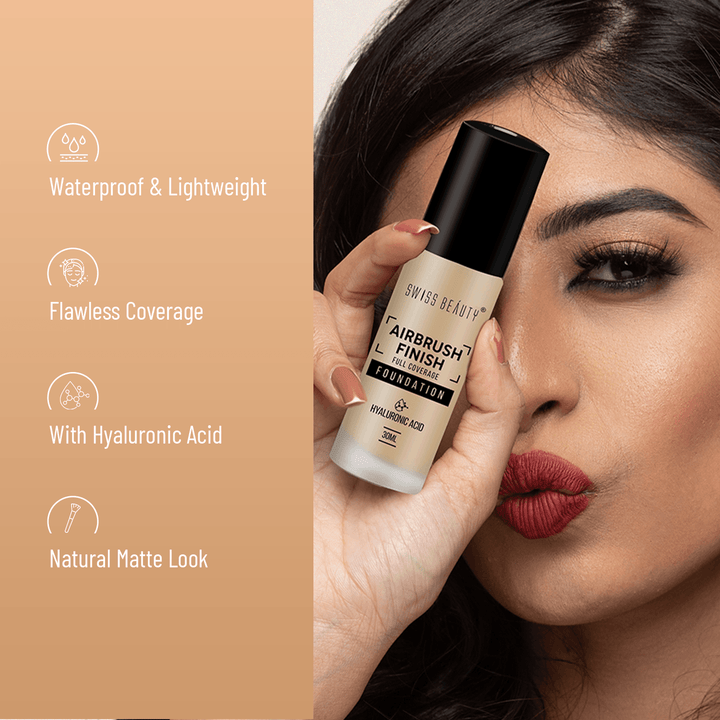 Waterproof & Lightweight
Flawless Coverage
With Hyaluronic Acid
Natural Matte Look
SWISS BEAUTY®
AIRBRUSH
FINISH
FULL COVERAGE
FOUNDATION
HYALURONIC ACID
30ML